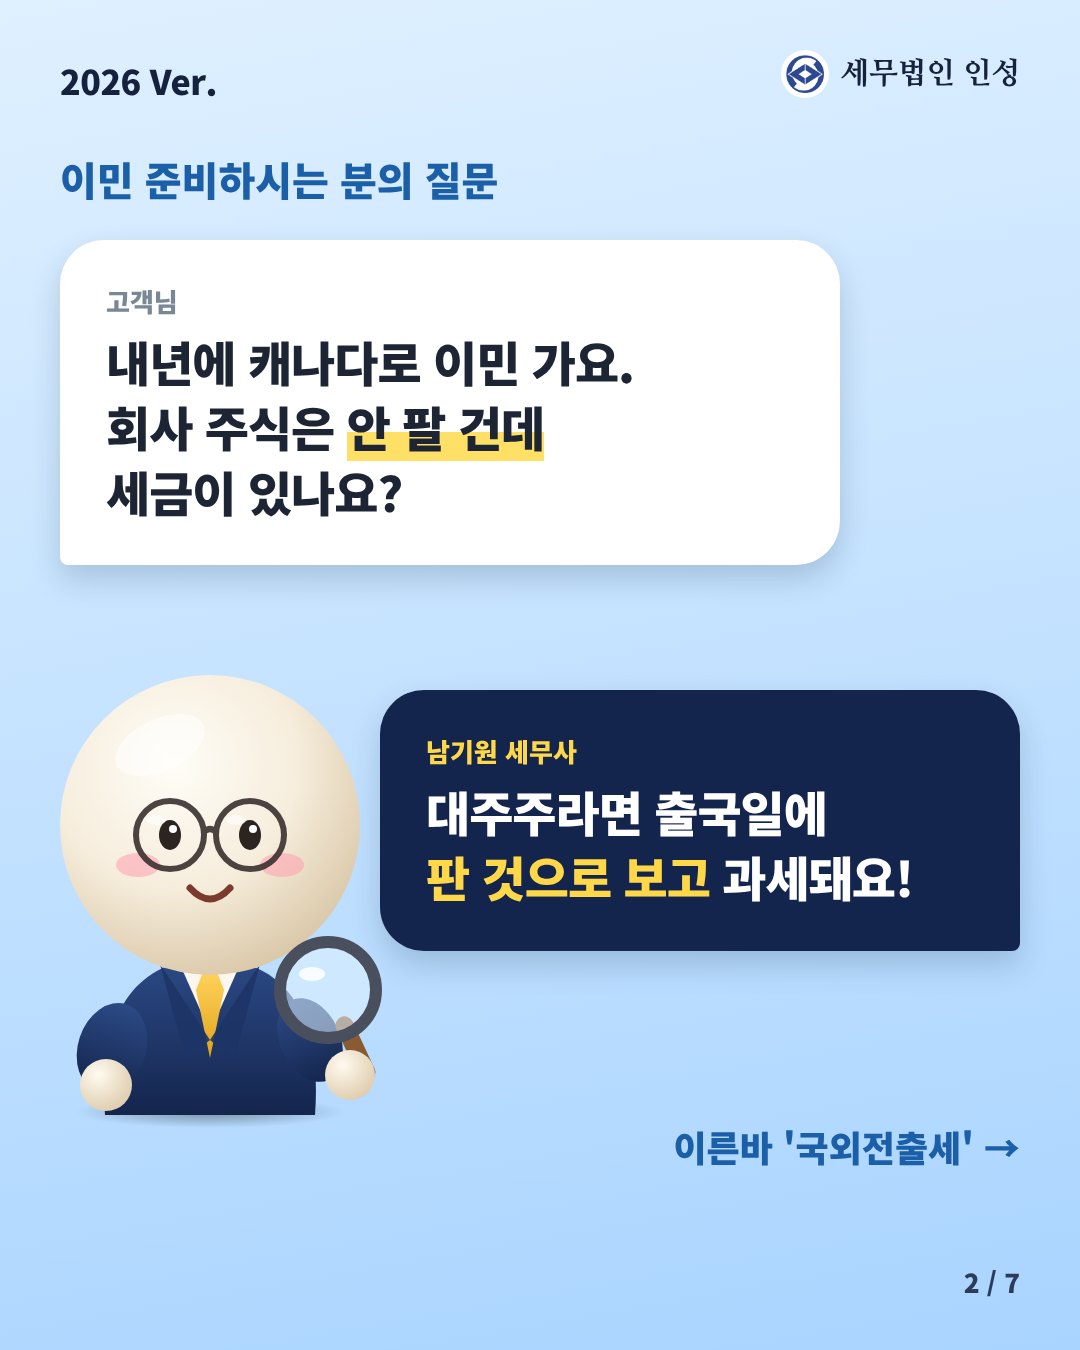 2026 Ver.
세무법인 인성
이민 준비하시는 분의 질문
고객님
내년에 캐나다로 이민 가요.
회사 주식은 안 팔 건데
세금이 있나요?
남기원 세무사
대주주라면 출국일에
판 것으로 보고 과세돼요!
이른바 '국외전출세' →
2 / 7